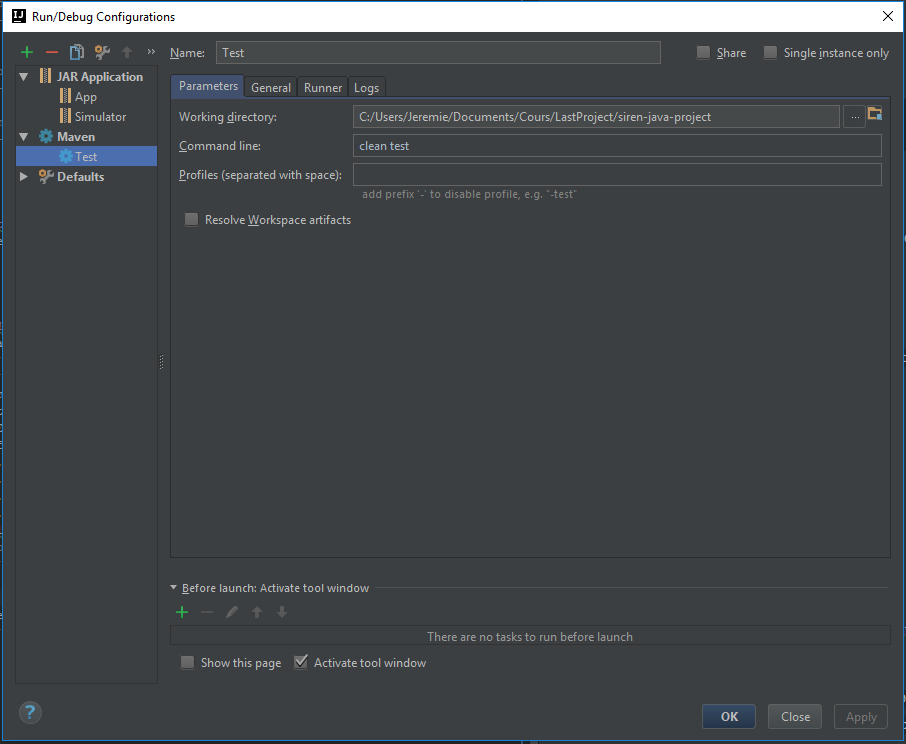 IJ Run/Debug Configurations
Name: Test Share Single instance only
JAR Application
App
Simulator
Maven
Test
Defaults
Parameters General Runner Logs
Working directory: C:/Users/Jeremie/Documents/Cours/LastProject/siren-java-project ...
Command line: clean test
Profiles (separated with space):
add prefix '-' to disable profile, e.g. "-test"
Resolve Workspace artifacts
Before launch: Activate tool window
There are no tasks to run before launch
Show this page Activate tool window
? OK Close Apply